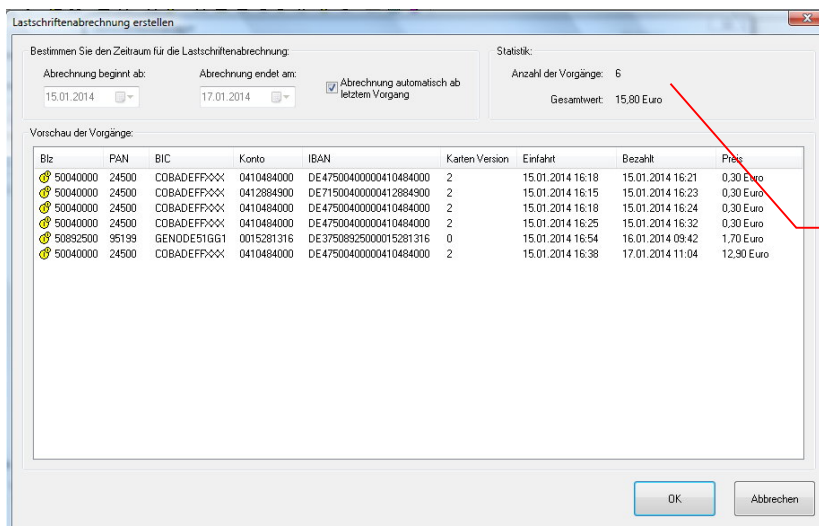 Lastschriftenabrechnung erstellen
Bestimmen Sie den Zeitraum für die Lastschriftenabrechnung:
Abrechnung beginnt ab:
Abrechnung endet am:
15.01.2014
17.01.2014
Abrechnung automatisch ab
letztem Vorgang
Statistik:
Anzahl der Vorgänge: 6
Gesamtwert: 15,80 Euro
Vorschau der Vorgänge:
Blz PAN BIC Konto IBAN Karten Version Einfahrt Bezahlt Preis
50040000 24500 COBADEFFXXX 0410484000 DE47500400000410484000 2 15.01.2014 16:18 15.01.2014 16:21 0,30 Euro
50040000 24500 COBADEFFXXX 0412884900 DE71500400000412884900 2 15.01.2014 16:15 15.01.2014 16:23 0,30 Euro
50040000 24500 COBADEFFXXX 0410484000 DE47500400000410484000 2 15.01.2014 16:18 15.01.2014 16:24 0,30 Euro
50040000 24500 COBADEFFXXX 0410484000 DE47500400000410484000 2 15.01.2014 16:25 15.01.2014 16:32 0,30 Euro
50892500 95199 GENODE51GG1 0015281316 DE37508925000015281316 0 15.01.2014 16:54 16.01.2014 09:42 1,70 Euro
50040000 24500 COBADEFFXXX 0410484000 DE47500400000410484000 2 15.01.2014 16:38 17.01.2014 11:04 12,90 Euro
OK
Abbrechen